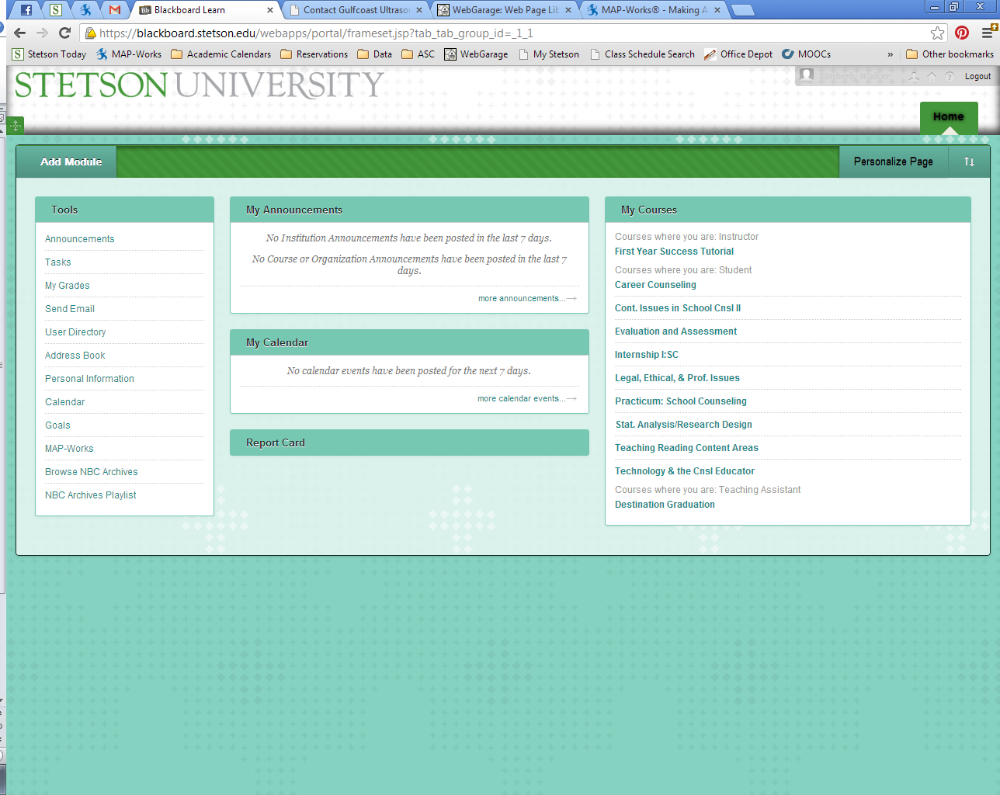 Blackboard Learn
Contact Gulfcoast Ultraso
WebGarage: Web Page Lib
MAP-Works® - Making A
https://blackboard.stetson.edu/webapps/portal/frameset.jsp?tab_tab_group_id=_1_1
Stetson Today MAP-Works Academic Calendars Reservations Data ASC WebGarage My Stetson Class Schedule Search Office Depot MOOCs » Other bookmarks
STETSON UNIVERSITY
Kimberly Walker Logout
Home
Add Module
Personalize Page
Tools
Announcements
Tasks
My Grades
Send Email
User Directory
Address Book
Personal Information
Calendar
Goals
MAP-Works
Browse NBC Archives
NBC Archives Playlist
My Announcements
No Institution Announcements have been posted in the last 7 days.
No Course or Organization Announcements have been posted in the last 7
days.
more announcements...→
My Calendar
No calendar events have been posted for the next 7 days.
more calendar events...→
Report Card
My Courses
Courses where you are: Instructor
First Year Success Tutorial
Courses where you are: Student
Career Counseling
Cont. Issues in School Cnsl II
Evaluation and Assessment
Internship I:SC
Legal, Ethical, & Prof. Issues
Practicum: School Counseling
Stat. Analysis/Research Design
Teaching Reading Content Areas
Technology & the Cnsl Educator
Courses where you are: Teaching Assistant
Destination Graduation